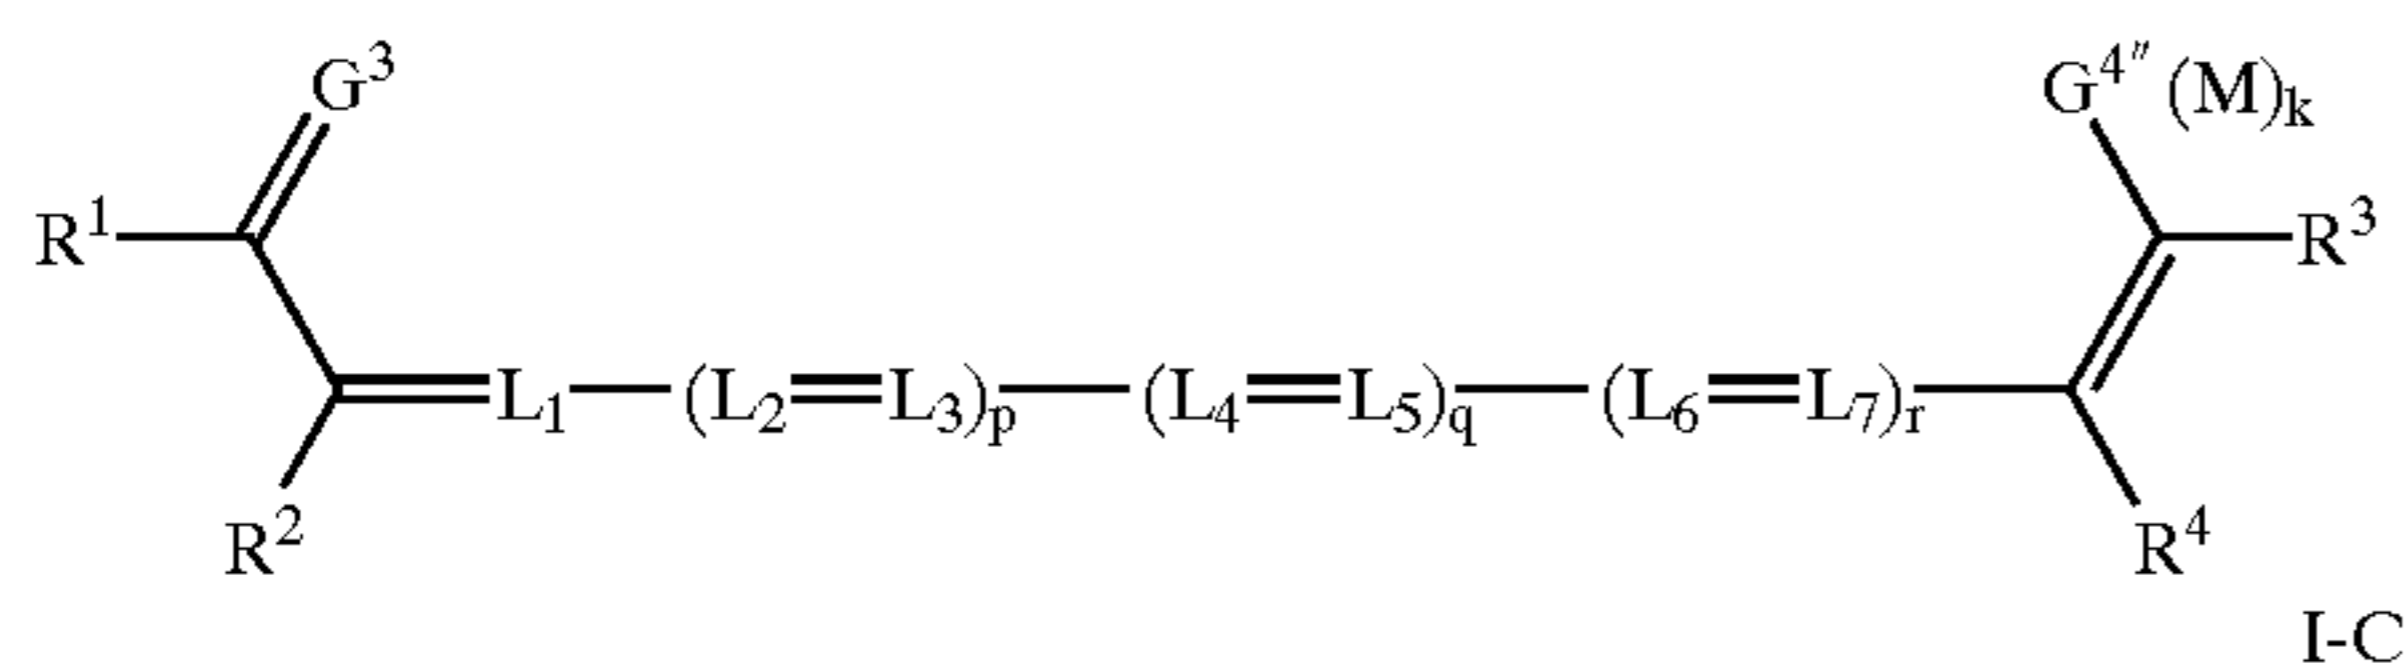 G³ G⁴″ (M)ₖ
R¹ R³
L₁ (L₂ L₃)ₚ (L₄ L₅)q (L₆ L₇)ᵣ
R² R⁴
I-C